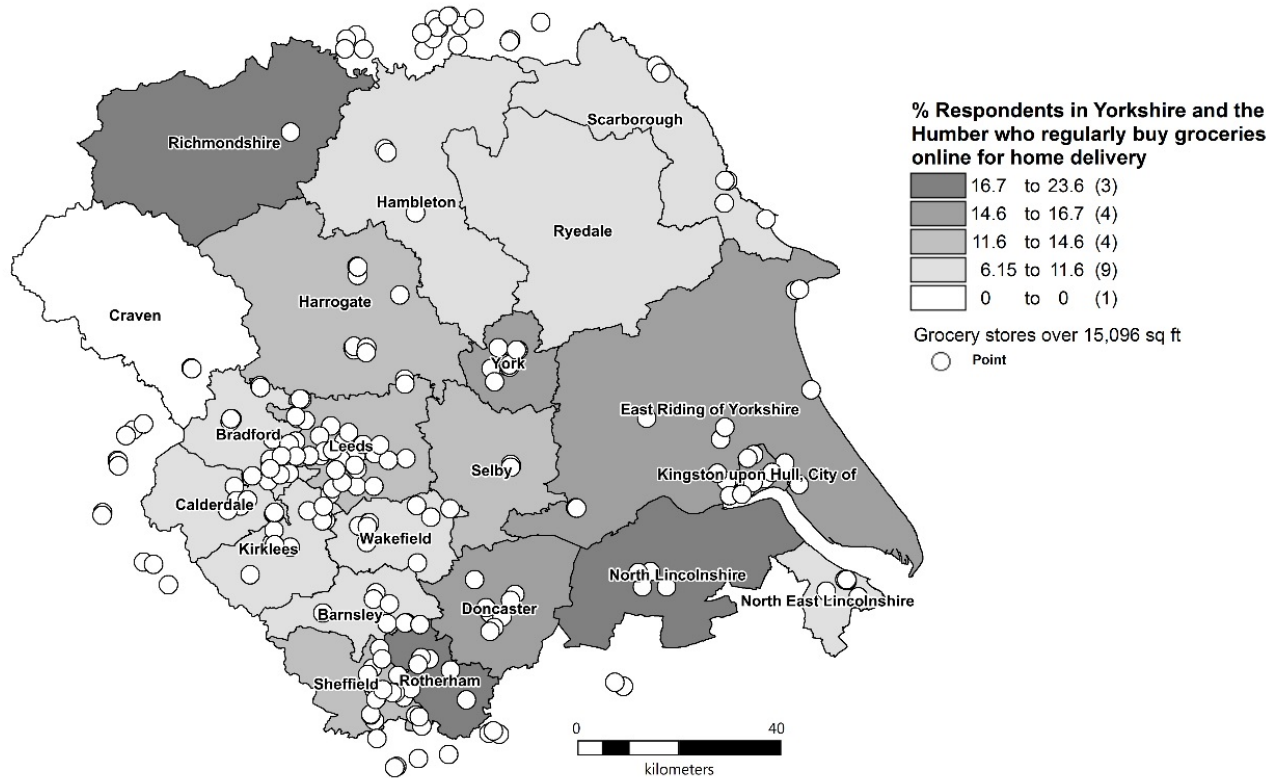 Scarborough
Richmondshire
Hambleton
Ryedale
Harrogate
Craven
York
East Riding of Yorkshire
Bradford
Leeds
Selby
Kingston upon Hull, City of
Calderdale
Wakefield
Kirklees
North Lincolnshire
North East Lincolnshire
Barnsley
Doncaster
Sheffield
Rotherham
0 40
kilometers
% Respondents in Yorkshire and the
Humber who regularly buy groceries
online for home delivery
16.7 to 23.6 (3)
14.6 to 16.7 (4)
11.6 to 14.6 (4)
6.15 to 11.6 (9)
0 to 0 (1)
Grocery stores over 15,096 sq ft
Point